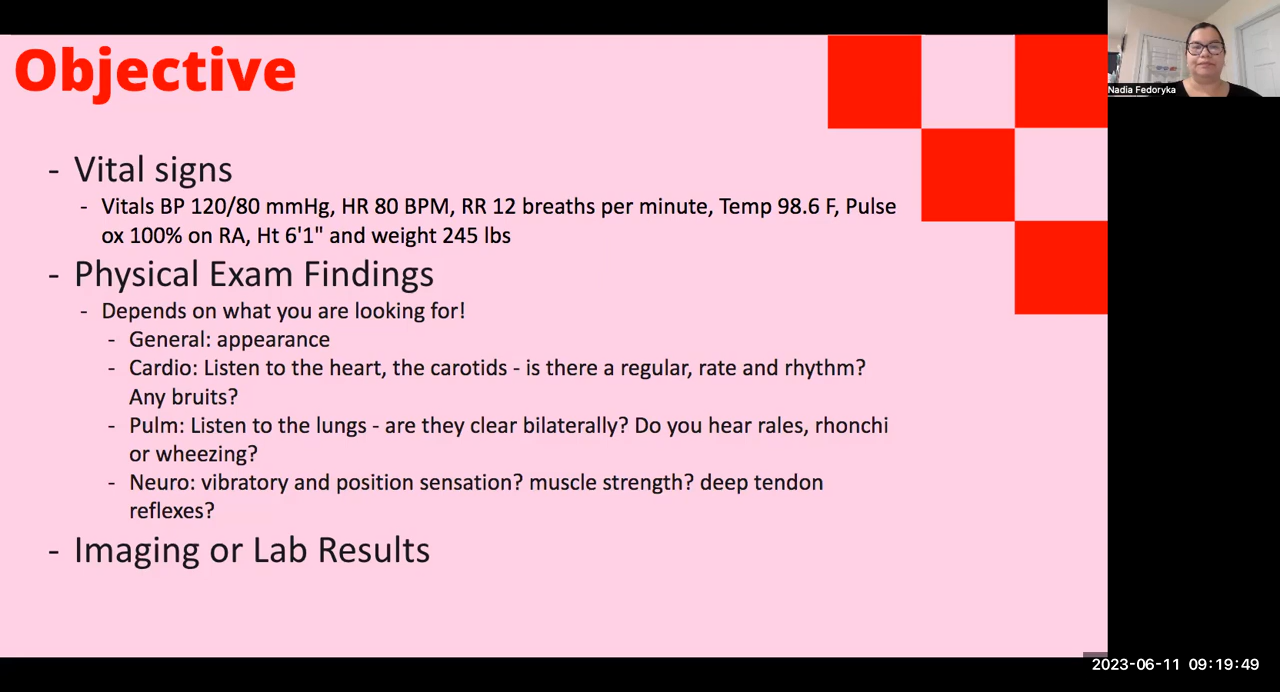 Objective
Nadia Fedoryka
- Vital signs
- Vitals BP 120/80 mmHg, HR 80 BPM, RR 12 breaths per minute, Temp 98.6 F, Pulse
ox 100% on RA, Ht 6'1" and weight 245 lbs
- Physical Exam Findings
- Depends on what you are looking for!
- General: appearance
- Cardio: Listen to the heart, the carotids - is there a regular, rate and rhythm?
Any bruits?
- Pulm: Listen to the lungs - are they clear bilaterally? Do you hear rales, rhonchi
or wheezing?
- Neuro: vibratory and position sensation? muscle strength? deep tendon
reflexes?
- Imaging or Lab Results
2023-06-11 09:19:49